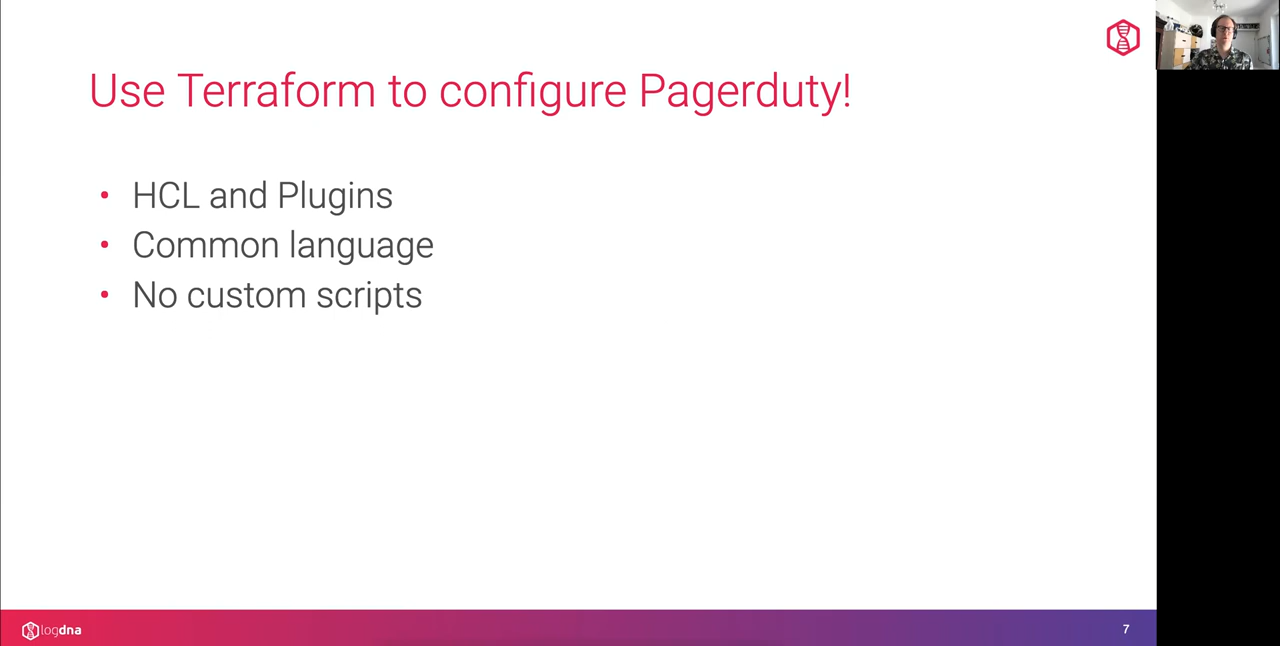 Use Terraform to configure Pagerduty!
• HCL and Plugins
• Common language
• No custom scripts
logdna
7